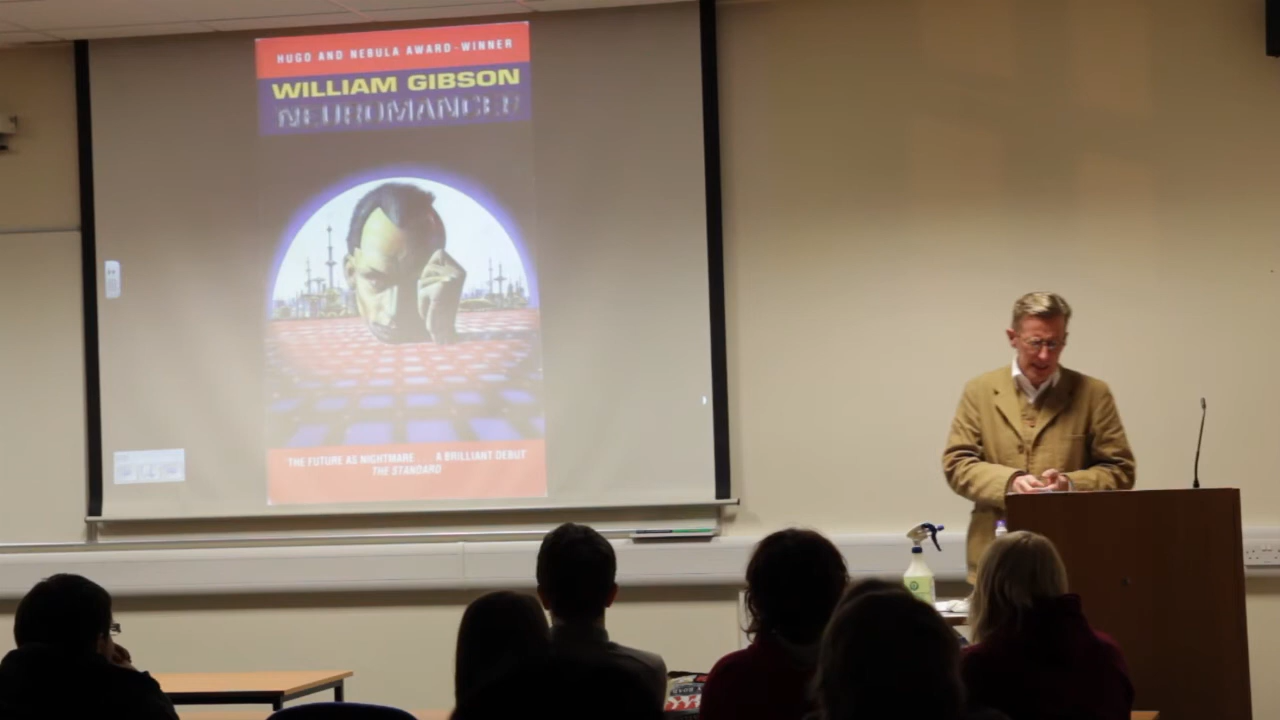 HUGO AND NEBULA AWARD-WINNER
WILLIAM GIBSON
NEUROMANCER
THE FUTURE AS NIGHTMARE . . . A BRILLIANT DEBUT
THE STANDARD